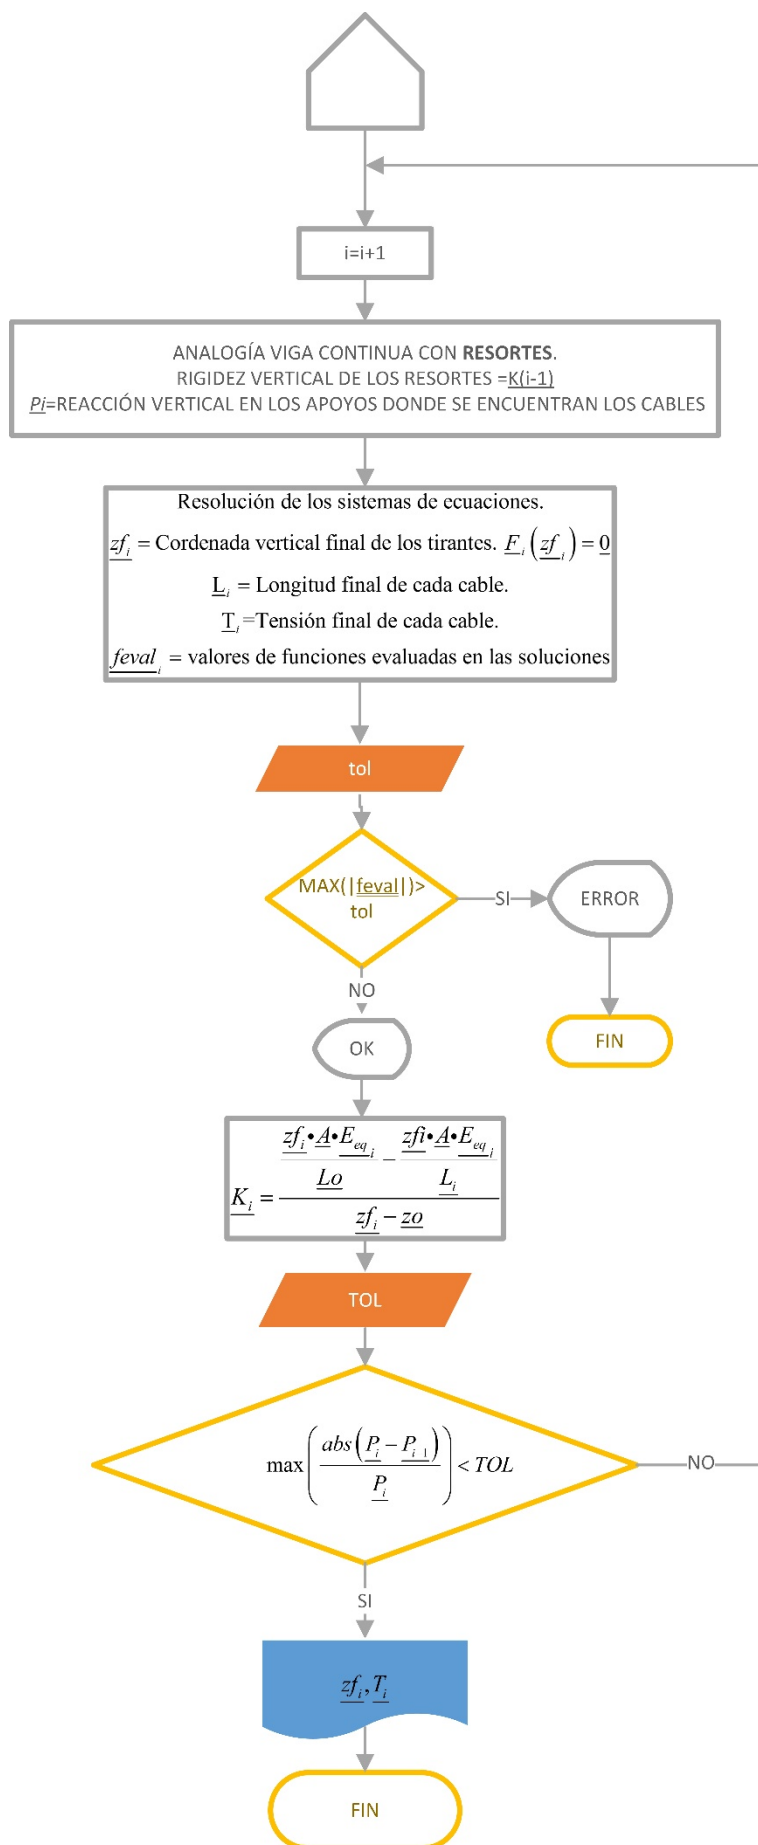 i=i+1
ANALOGÍA VIGA CONTINUA CON RESORTES.
RIGIDEZ VERTICAL DE LOS RESORTES =K(i-1)
Pi=REACCIÓN VERTICAL EN LOS APOYOS DONDE SE ENCUENTRAN LOS CABLES
Resolución de los sistemas de ecuaciones.
zf_i = Cordenada vertical final de los tirantes. F_i(zf_i) = 0
L_i = Longitud final de cada cable.
T_i=Tensión final de cada cable.
feval_i = valores de funciones evaluadas en las soluciones
tol
MAX(|feval|)>
tol
SI
ERROR
NO
OK
FIN
K_i = ((zf_i•A•E_eq_i)/Lo − (zfi•A•E_eq_i)/L_i)/(zf_i − zo)
TOL
max(abs(P_i − P_i 1)/P_i) < TOL
NO
SI
zf_i, T_i
FIN